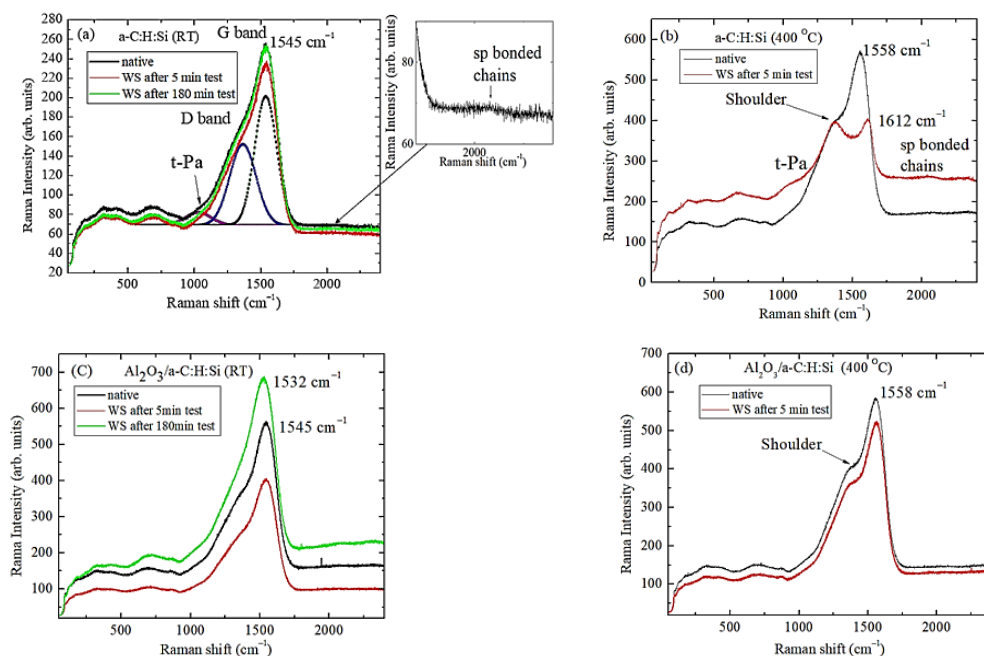 (a)
a-C:H:Si (RT)
G band
1545 cm⁻¹
native
WS after 5 min test
WS after 180 min test
D band
t-Pa
280
260
240
220
200
180
160
140
120
100
80
60
40
20
500
1000
1500
2000
Raman shift (cm⁻¹)
Rama Intensity (arb. units)
sp bonded
chains
80
60
2000
Raman shift (cm⁻¹)
Rama Intensity (arb. units)
(b)
a-C:H:Si (400 °C)
1558 cm⁻¹
native
WS after 5 min test
Shoulder
1612 cm⁻¹
t-Pa
sp bonded
chains
600
500
400
300
200
100
0
500
1000
1500
2000
Raman shift (cm⁻¹)
Rama Intensity (arb. units)
(C)
Al₂O₃/a-C:H:Si (RT)
native
WS after 5min test
WS after 180min test
1532 cm⁻¹
1545 cm⁻¹
700
600
500
400
300
200
100
500
1000
1500
2000
Raman shift (cm⁻¹)
Rama Intensity (arb. units)
(d)
Al₂O₃/a-C:H:Si (400 °C)
native
WS after 5 min test
1558 cm⁻¹
Shoulder
700
600
500
400
300
200
100
0
500
1000
1500
2000
Raman shift (cm⁻¹)
Rama Intensity (arb. units)